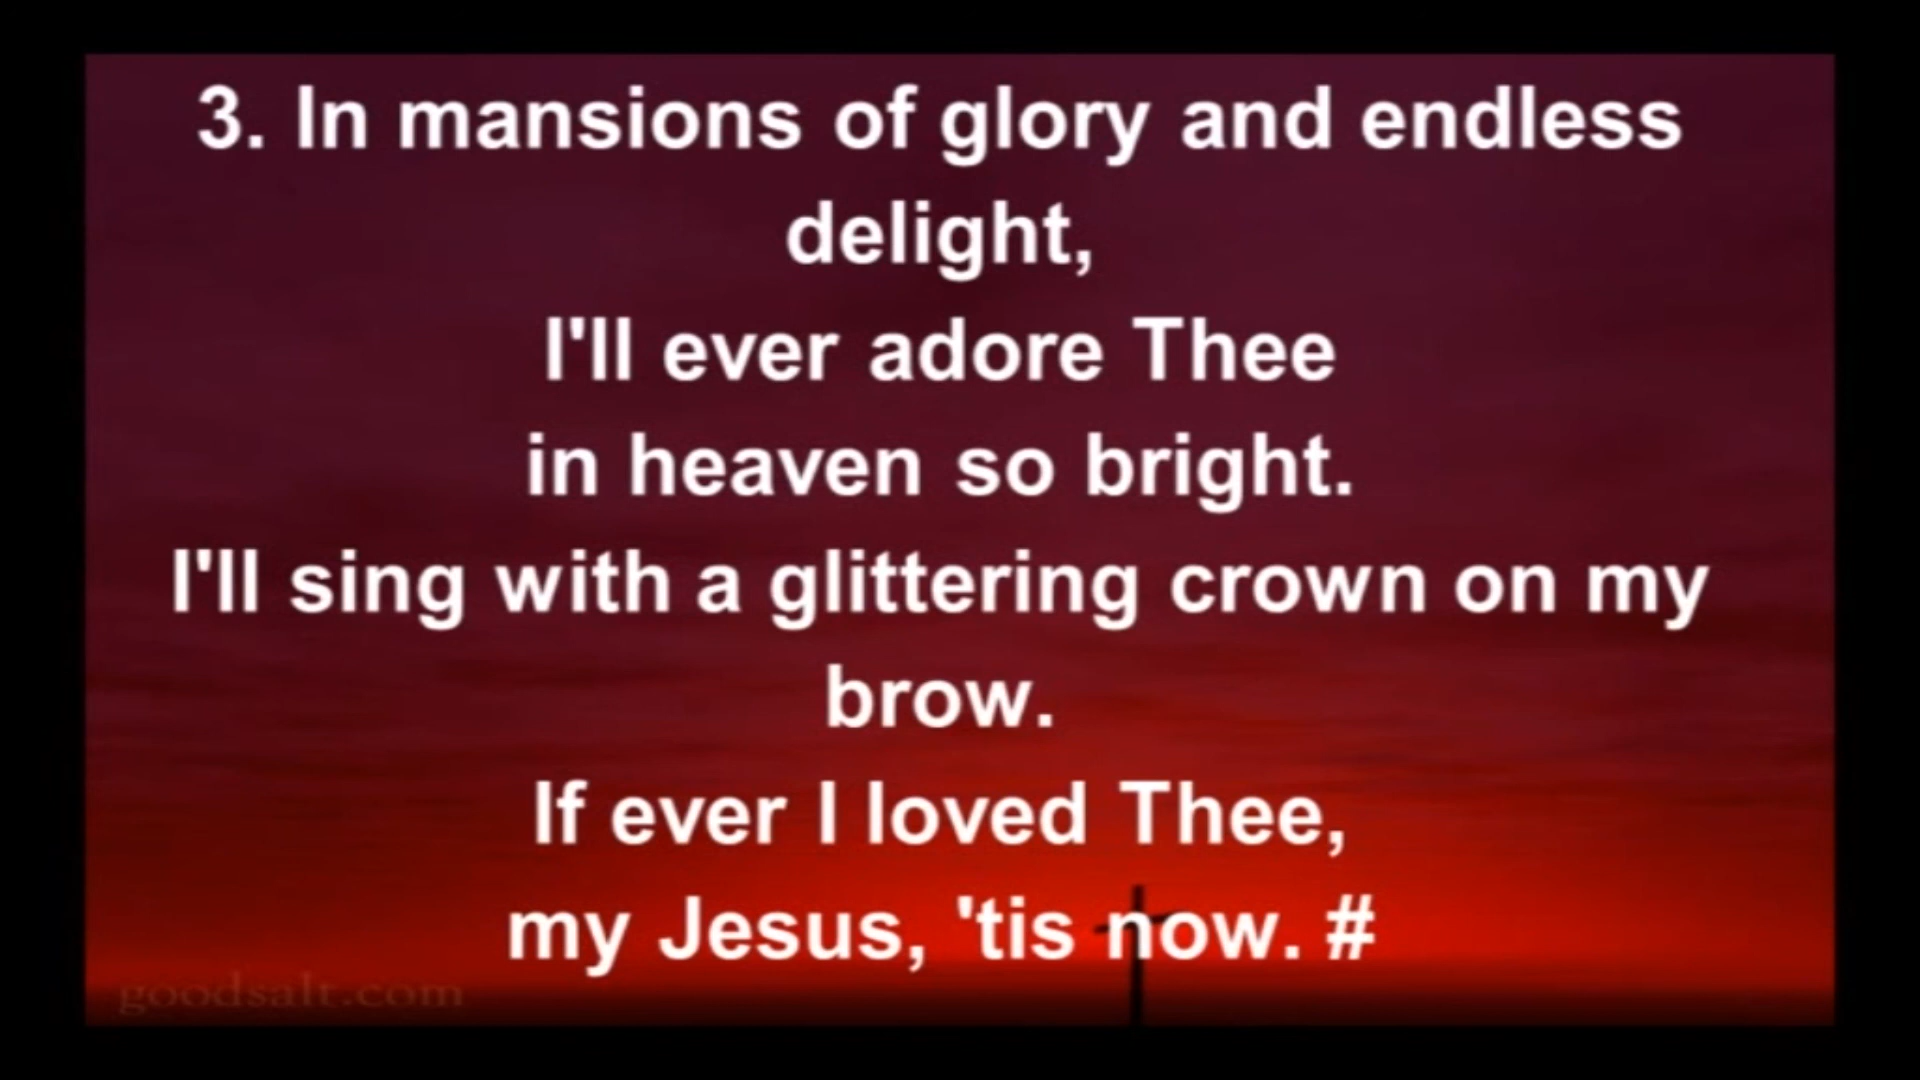 3. In mansions of glory and endless
delight,
I'll ever adore Thee
in heaven so bright.
I'll sing with a glittering crown on my
brow.
If ever I loved Thee,
my Jesus, 'tis now. #
goodsalt.com